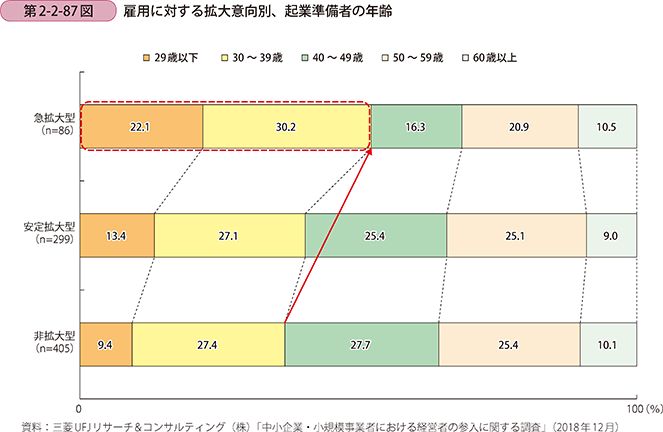 第2-2-87図 雇用に対する拡大意向別、起業準備者の年齢
29歳以下 30～39歳 40～49歳 50～59歳 60歳以上
急拡大型
(n=86)
22.1 30.2 16.3 20.9 10.5
安定拡大型
(n=299)
13.4 27.1 25.4 25.1 9.0
非拡大型
(n=405)
9.4 27.4 27.7 25.4 10.1
0 100(%)
資料：三菱UFJリサーチ＆コンサルティング（株）「中小企業・小規模事業者における経営者の参入に関する調査」（2018年12月）